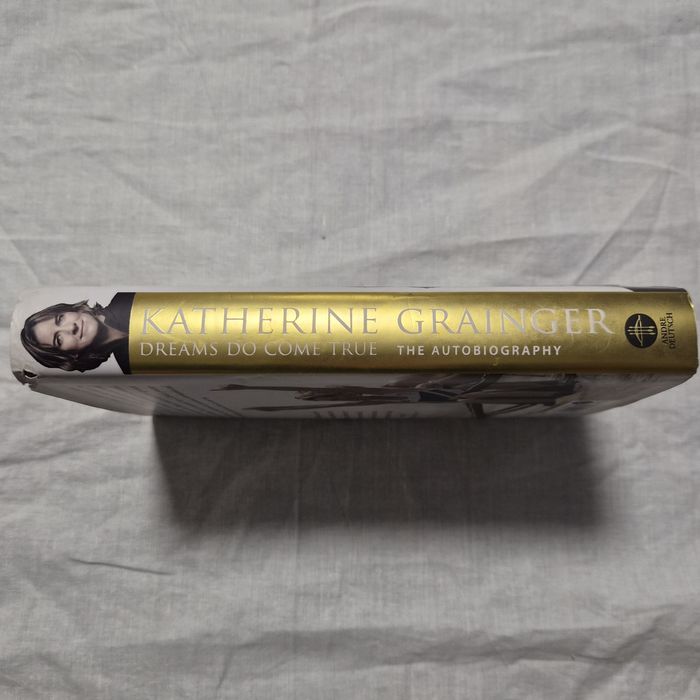 KATHERINE GRAINGER
DREAMS DO COME TRUE THE AUTOBIOGRAPHY
ANDRE
DEUTSCH